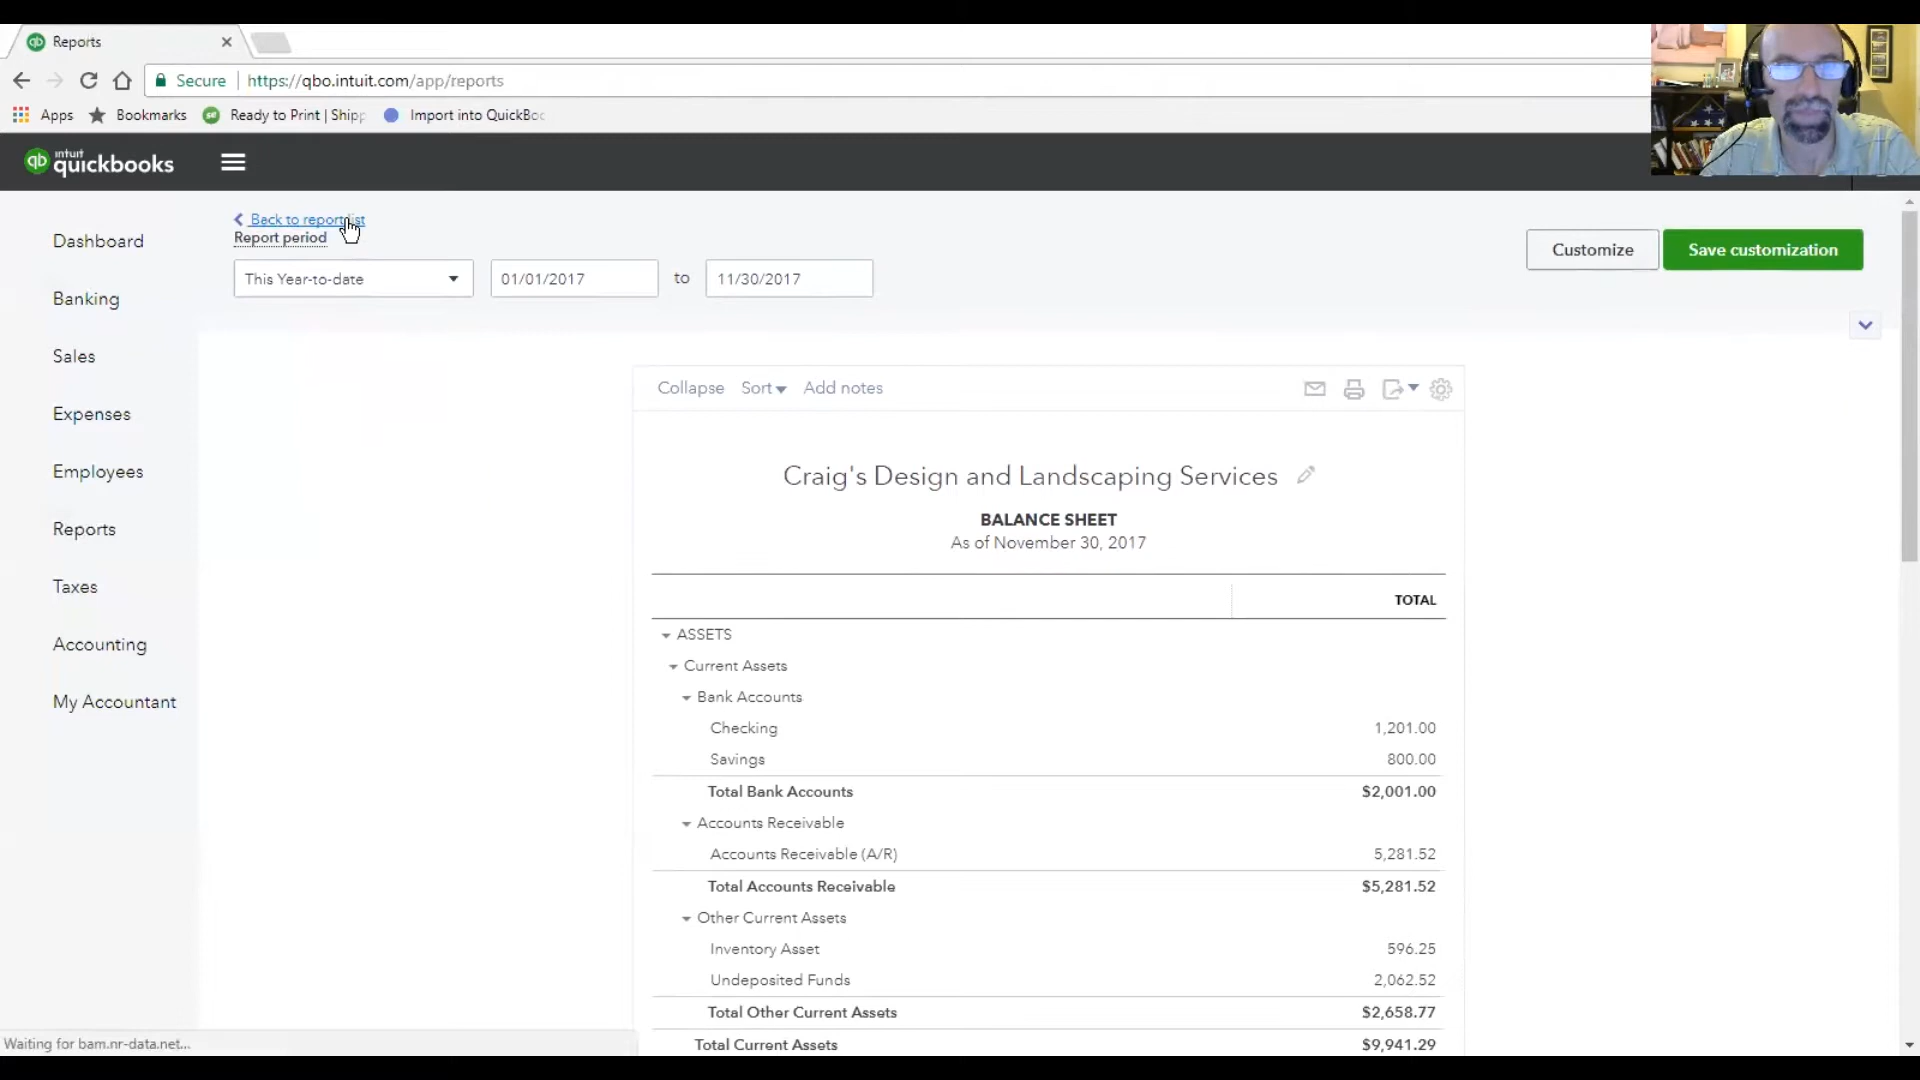 Reports
Secure https://qbo.intuit.com/app/reports
Apps Bookmarks Ready to Print | Shipp Import into QuickBoo
qb intuit quickbooks
Back to report list
Report period
This Year-to-date 01/01/2017 to 11/30/2017
Customize Save customization
Dashboard
Banking
Sales
Expenses
Employees
Reports
Taxes
Accounting
My Accountant
Collapse Sort Add notes
Craig's Design and Landscaping Services
BALANCE SHEET
As of November 30, 2017
TOTAL
ASSETS
Current Assets
Bank Accounts
Checking 1,201.00
Savings 800.00
Total Bank Accounts $2,001.00
Accounts Receivable
Accounts Receivable (A/R) 5,281.52
Total Accounts Receivable $5,281.52
Other Current Assets
Inventory Asset 596.25
Undeposited Funds 2,062.52
Total Other Current Assets $2,658.77
Total Current Assets $9,941.29
Waiting for bam.nr-data.net...